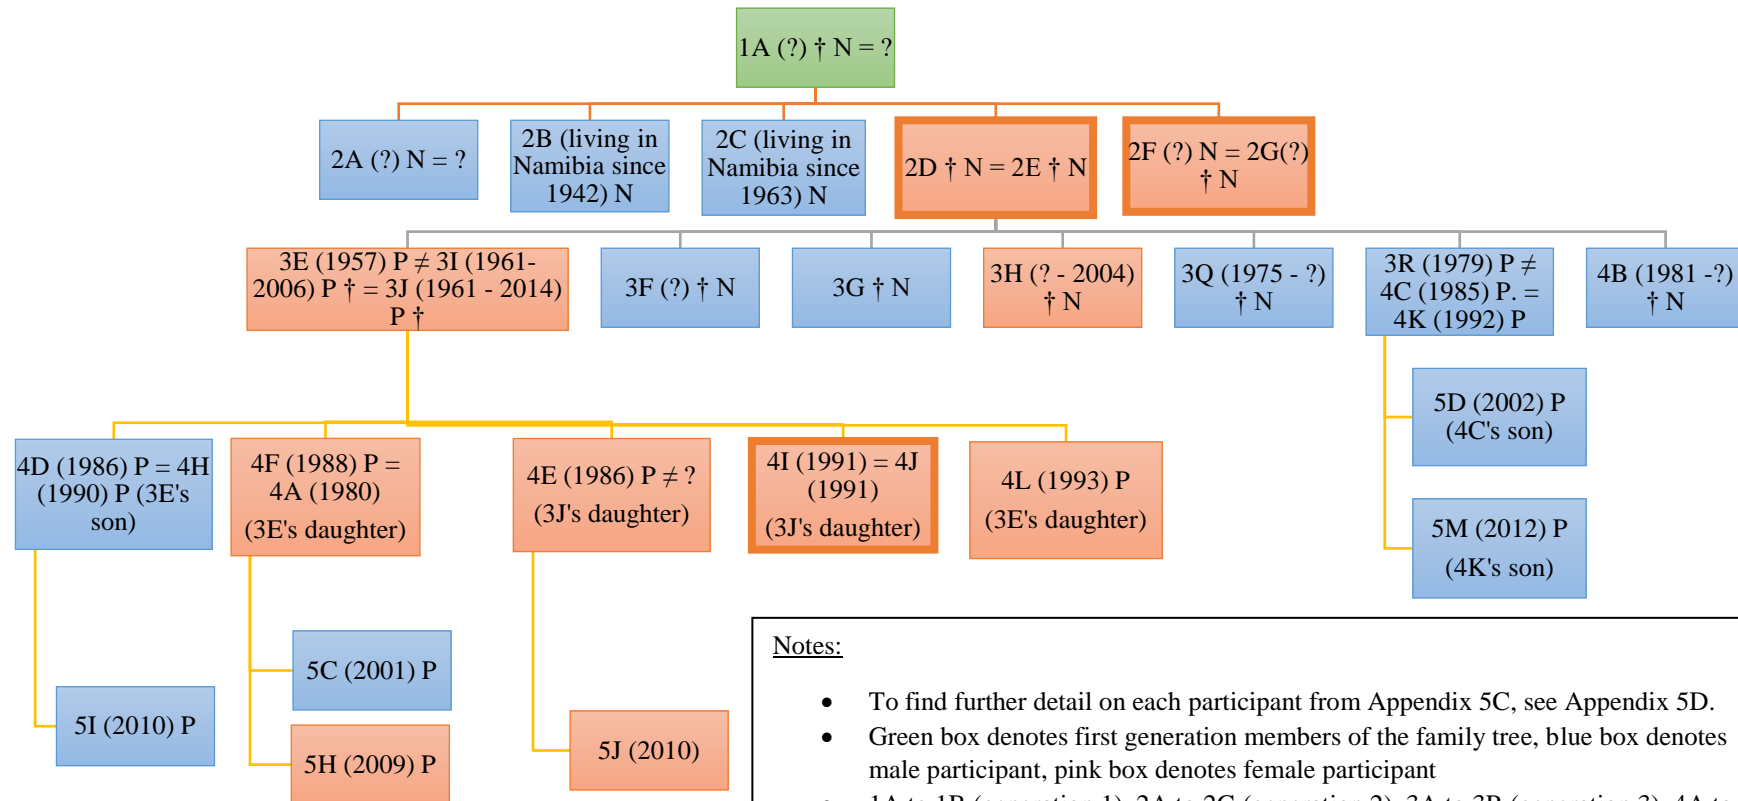 1A (?) † N = ?
2A (?) N = ?
2B (living in
Namibia since
1942) N
2C (living in
Namibia since
1963) N
2D † N = 2E † N
2F (?) N = 2G(?)
† N
3E (1957) P ≠ 3I (1961-
2006) P † = 3J (1961 - 2014)
P †
3F (?) † N
3G † N
3H (? - 2004)
† N
3Q (1975 - ?)
† N
3R (1979) P ≠
4C (1985) P. =
4K (1992) P
4B (1981 -?)
† N
5D (2002) P
(4C's son)
5M (2012) P
(4K's son)
4D (1986) P = 4H
(1990) P (3E's
son)
4F (1988) P =
4A (1980)
(3E's daughter)
4E (1986) P ≠ ?
(3J's daughter)
4I (1991) = 4J
(1991)
(3J's daughter)
4L (1993) P
(3E's daughter)
5I (2010) P
5C (2001) P
5H (2009) P
5J (2010)
Notes:
• To find further detail on each participant from Appendix 5C, see Appendix 5D.
• Green box denotes first generation members of the family tree, blue box denotes
male participant, pink box denotes female participant